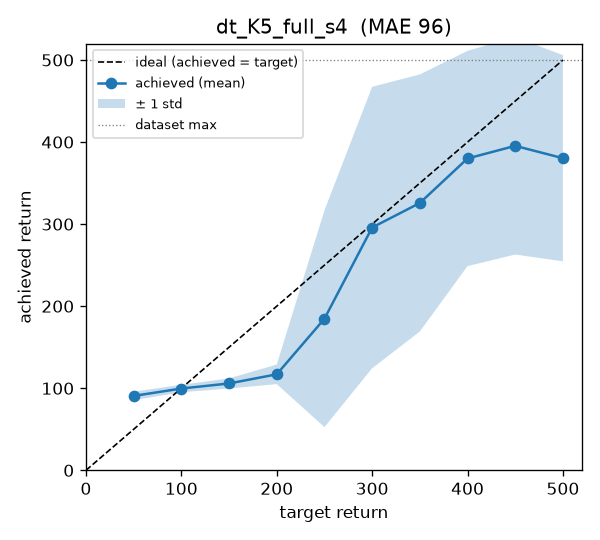 dt_K5_full_s4  (MAE 96)
ideal (achieved = target)
achieved (mean)
± 1 std
dataset max
500
400
300
200
100
0
achieved return
0 100 200 300 400 500
target return